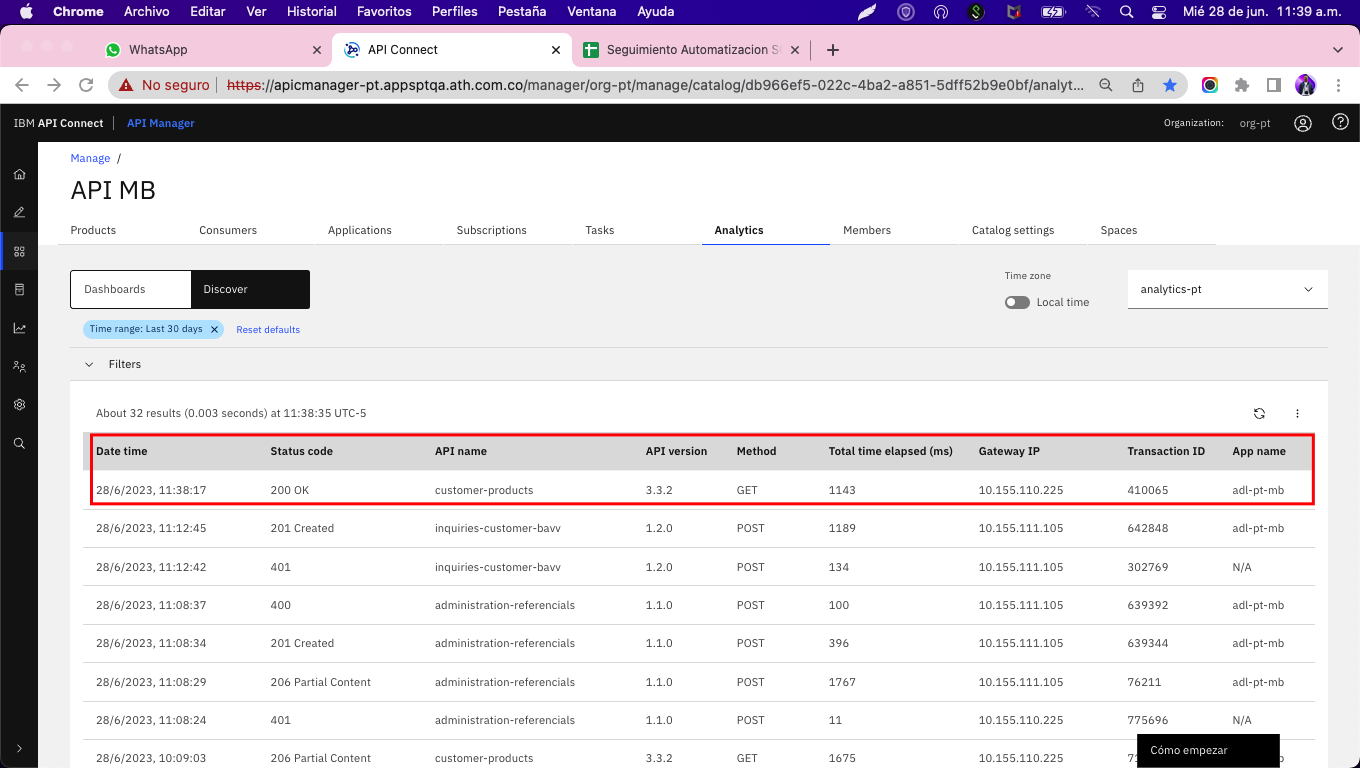 Chrome Archivo Editar Ver Historial Favoritos Perfiles Pestaña Ventana Ayuda Mié 28 de jun. 11:39 a.m.
WhatsApp API Connect Seguimiento Automatizacion
No seguro https://apicmanager-pt.appsptqa.ath.com.co/manager/org-pt/manage/catalog/db966ef5-022c-4ba2-a851-5dff52b9e0bf/analyt...
IBM API Connect API Manager Organization: org-pt
Manage /
API MB
Products Consumers Applications Subscriptions Tasks Analytics Members Catalog settings Spaces
Dashboards Discover
Time zone
Local time
analytics-pt
Time range: Last 30 days Reset defaults
Filters
About 32 results (0.003 seconds) at 11:38:35 UTC-5
Date time Status code API name API version Method Total time elapsed (ms) Gateway IP Transaction ID App name
28/6/2023, 11:38:17 200 OK customer-products 3.3.2 GET 1143 10.155.110.225 410065 adl-pt-mb
28/6/2023, 11:12:45 201 Created inquiries-customer-bavv 1.2.0 POST 1189 10.155.111.105 642848 adl-pt-mb
28/6/2023, 11:12:42 401 inquiries-customer-bavv 1.2.0 POST 134 10.155.111.105 302769 N/A
28/6/2023, 11:08:37 400 administration-referencials 1.1.0 POST 100 10.155.111.105 639392 adl-pt-mb
28/6/2023, 11:08:34 201 Created administration-referencials 1.1.0 POST 396 10.155.111.105 639344 adl-pt-mb
28/6/2023, 11:08:29 206 Partial Content administration-referencials 1.1.0 POST 1767 10.155.111.105 76211 adl-pt-mb
28/6/2023, 11:08:24 401 administration-referencials 1.1.0 POST 11 10.155.110.225 775696 N/A
28/6/2023, 10:09:03 206 Partial Content customer-products 3.3.2 GET 1675 10.155.110.225
Cómo empezar